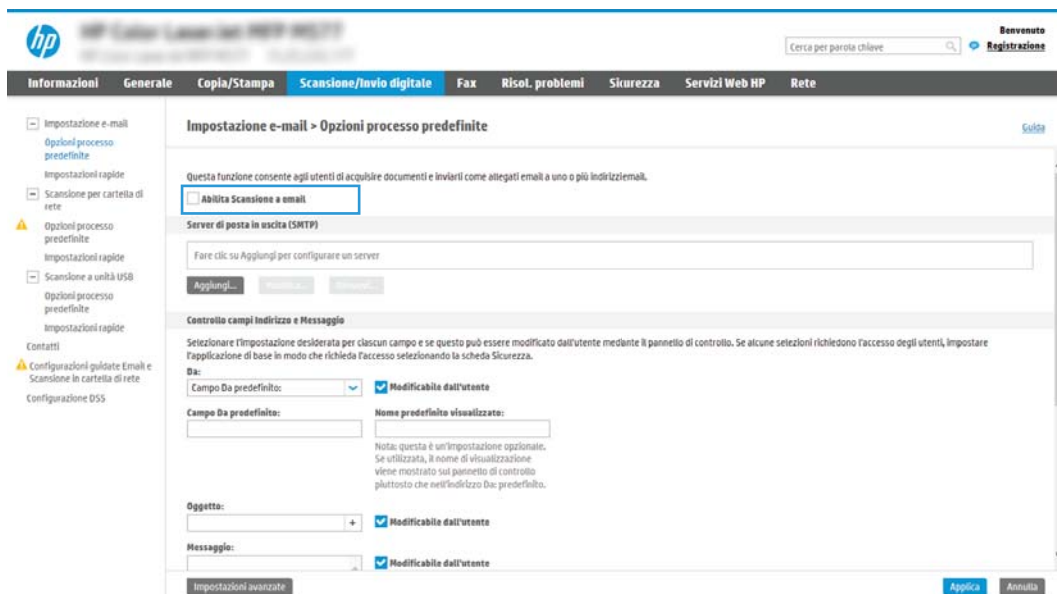 hp
Benvenuto
Cerca per parola chiave
Registrazione
Informazioni Generale Copia/Stampa Scansione/Invio digitale Fax Risol. problemi Sicurezza Servizi Web HP Rete
Impostazione e-mail
Opzioni processo
predefinite
Impostazioni rapide
Scansione per cartella di
rete
Opzioni processo
predefinite
Impostazioni rapide
Scansione a unità USB
Opzioni processo
predefinite
Impostazioni rapide
Contatti
Configurazioni guidate Email e
Scansione in cartella di rete
Configurazione DSS
Impostazione e-mail > Opzioni processo predefinite
Guida
Questa funzione consente agli utenti di acquisire documenti e inviarli come allegati email a uno o più indirizziemail.
Abilita Scansione a email
Server di posta in uscita (SMTP)
Fare clic su Aggiungi per configurare un server
Aggiungi...
Controllo campi Indirizzo e Messaggio
Selezionare l'impostazione desiderata per ciascun campo e se questo può essere modificato dall'utente mediante il pannello di controllo. Se alcune selezioni richiedono l'accesso degli utenti, impostare
l'applicazione di base in modo che richieda l'accesso selezionando la scheda Sicurezza.
Da:
Campo Da predefinito: Modificabile dall'utente
Campo Da predefinito: Nome predefinito visualizzato:
Nota: questa è un'impostazione opzionale.
Se utilizzata, il nome di visualizzazione
viene mostrato sul pannello di controllo
piuttosto che nell'indirizzo Da: predefinito.
Oggetto:
+ Modificabile dall'utente
Messaggio:
Modificabile dall'utente
Impostazioni avanzate
Applica Annulla